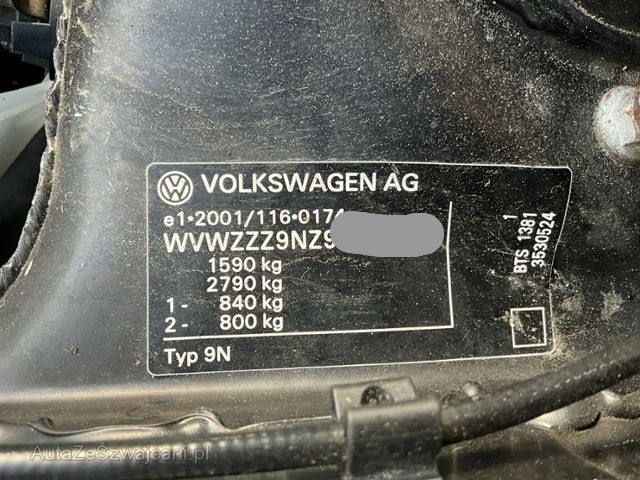 VOLKSWAGEN AG
e1*2001/116*0174
WVWZZZ9NZ9
1590 kg
2790 kg
1- 840 kg
2- 800 kg
Typ 9N
1
BTS 1381
3530524
AutaZeSzwajcarii.pl